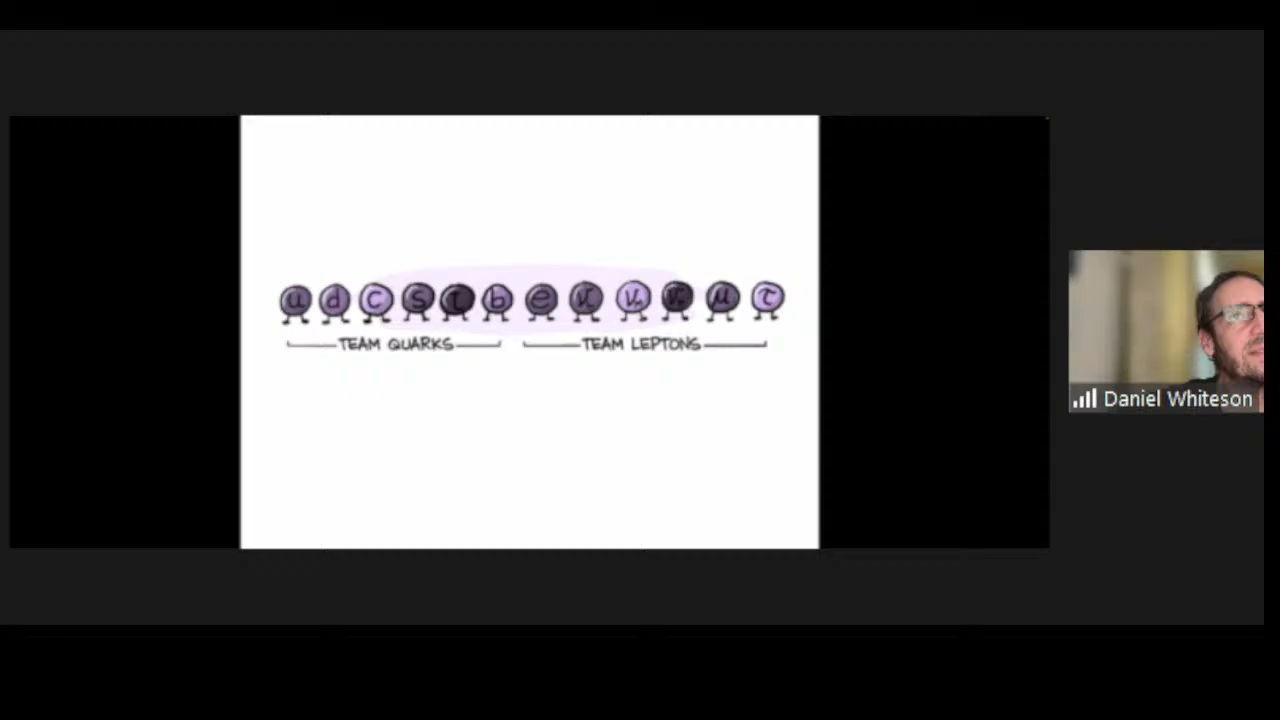 u d c s t b e ν ν ν μ τ
TEAM QUARKS TEAM LEPTONS
Daniel Whiteson